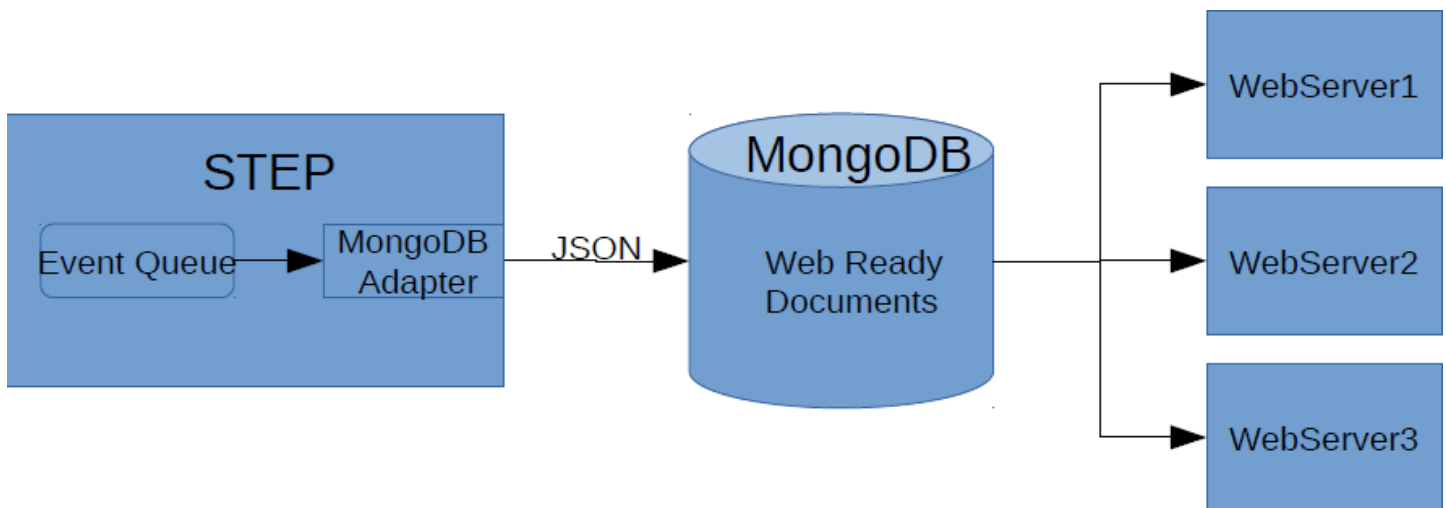 STEP
Event Queue
MongoDB
Adapter
JSON
MongoDB
Web Ready
Documents
WebServer1
WebServer2
WebServer3